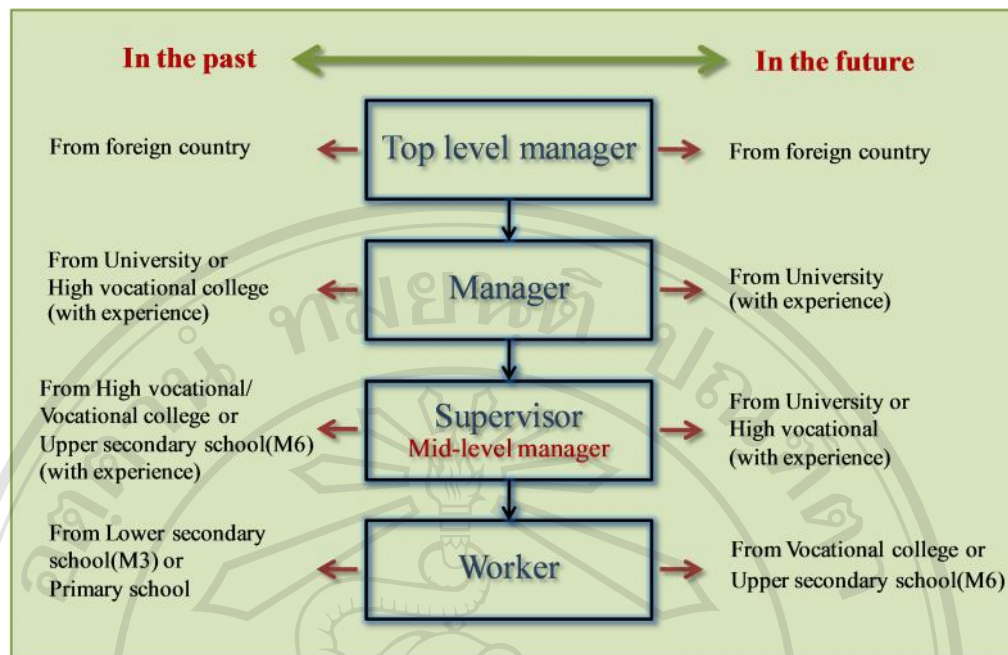 In the past
In the future
From foreign country
Top level manager
From foreign country
From University or
High vocational college
(with experience)
Manager
From University
(with experience)
From High vocational/
Vocational college or
Upper secondary school(M6)
(with experience)
Supervisor
Mid-level manager
From University or
High vocational
(with experience)
From Lower secondary
school(M3) or
Primary school
Worker
From Vocational college or
Upper secondary school(M6)